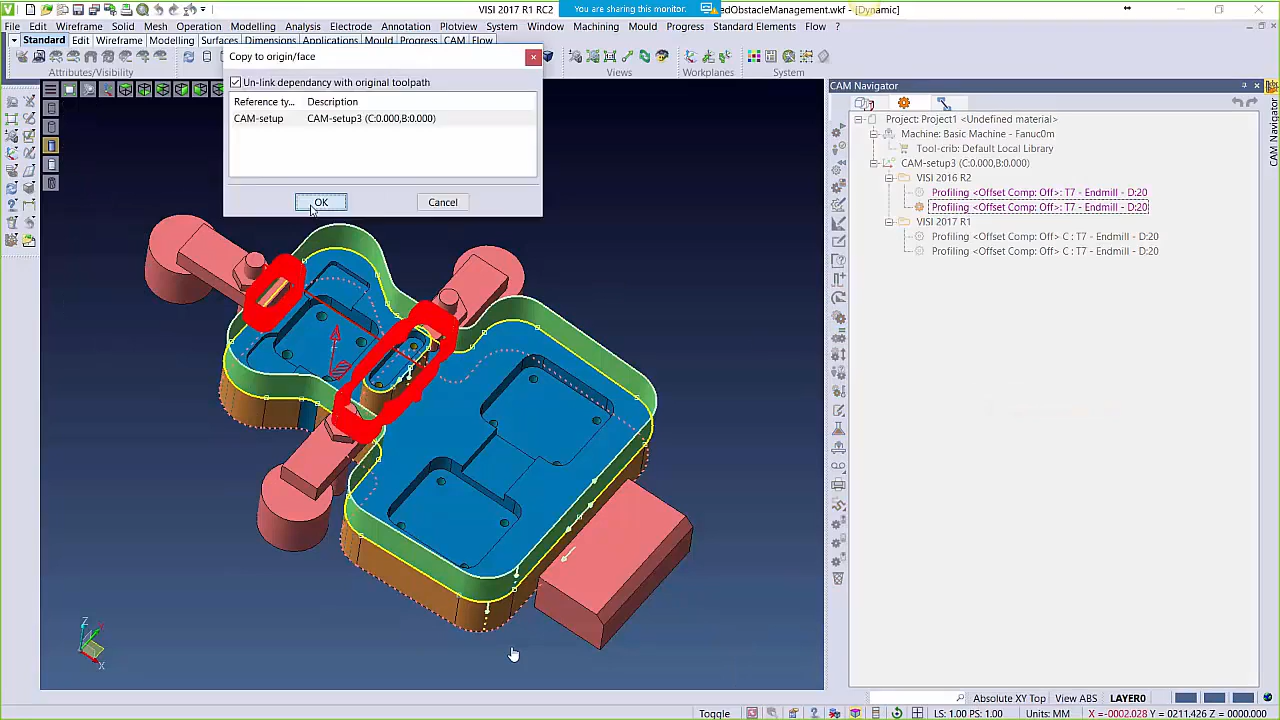 VISI 2017 R1 RC2
You are sharing this monitor.
edObstacleManagement.wkf - [Dynamic]
File Edit Wireframe Solid Mesh Operation Modelling Analysis Electrode Annotation Plotview System Window Machining Mould Progress Standard Elements Flow ?
Standard Edit Wireframe Modelling Surfaces Dimensions Applications Mould Progress CAM Flow
Attributes/Visibility
Views
Workplanes
System
Copy to origin/face
Un-link dependancy with original toolpath
Reference ty... Description
CAM-setup CAM-setup3 (C:0.000,B:0.000)
OK
Cancel
CAM Navigator
CAM Navigator
Project: Project1 <Undefined material>
Machine: Basic Machine - Fanuc0m
Tool-crib: Default Local Library
CAM-setup3 (C:0.000,B:0.000)
VISI 2016 R2
Profiling <Offset Comp: Off>: T7 - Endmill - D:20
Profiling <Offset Comp: Off>: T7 - Endmill - D:20
VISI 2017 R1
Profiling <Offset Comp: Off> C : T7 - Endmill - D:20
Profiling <Offset Comp: Off> C : T7 - Endmill - D:20
Z
X
Absolute XY Top View ABS LAYER0
Toggle
LS: 1.00 PS: 1.00 Units: MM X =-0002.028 Y = 0211.426 Z = 0000.000